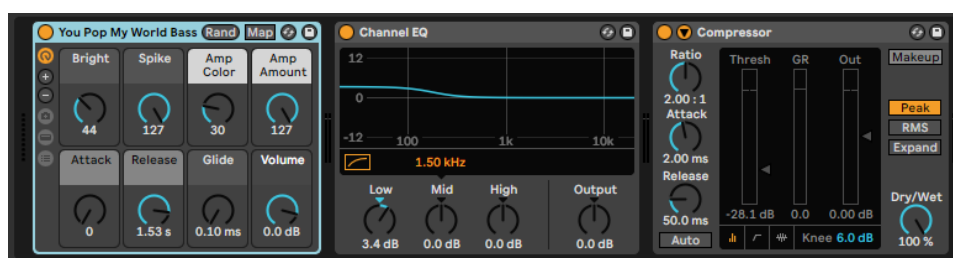 You Pop My World Bass Rand Map
Bright Spike Amp Color Amp Amount
44 127 30 127
Attack Release Glide Volume
0 1.53 s 0.10 ms 0.0 dB
Channel EQ
12
0
-12 100 1k 10k
1.50 kHz
Low Mid High Output
3.4 dB 0.0 dB 0.0 dB 0.0 dB
Compressor
Ratio
2.00 : 1
Attack
2.00 ms
Release
50.0 ms
Auto
Thresh GR Out
-28.1 dB 0.0 0.00 dB
Knee 6.0 dB
Makeup
Peak
RMS
Expand
Dry/Wet
100 %